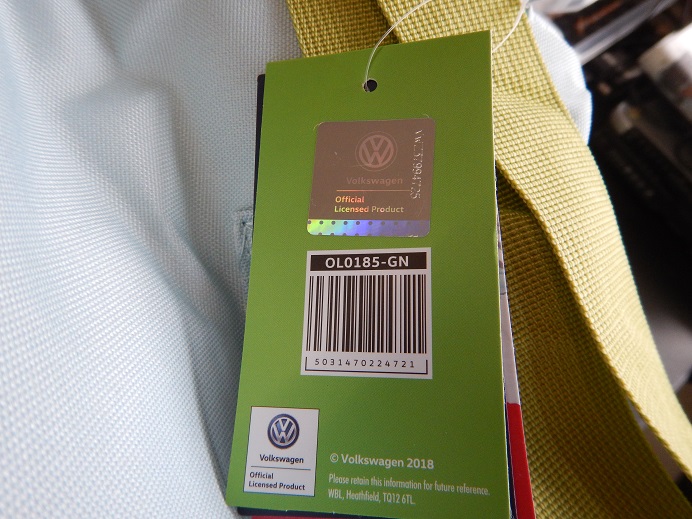 Volkswagen
Official
Licensed Product
OL0185-GN
5031470224721
Volkswagen
Official
Licensed Product
© Volkswagen 2018
Please retain this information for future reference.
WBL, Heathfield, TQ12 6TL.